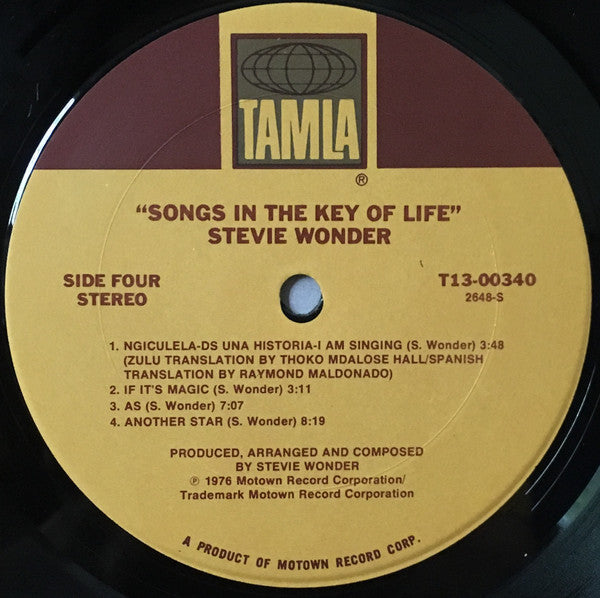 TAMLA
®
“SONGS IN THE KEY OF LIFE”
STEVIE WONDER
SIDE FOUR
STEREO
T13-00340
2648-S
1. NGICULELA-DS UNA HISTORIA-I AM SINGING (S. Wonder) 3:48
(ZULU TRANSLATION BY THOKO MDALOSE HALL/SPANISH
TRANSLATION BY RAYMOND MALDONADO)
2. IF IT'S MAGIC (S. Wonder) 3:11
3. AS (S. Wonder) 7:07
4. ANOTHER STAR (S. Wonder) 8:19
PRODUCED, ARRANGED AND COMPOSED
BY STEVIE WONDER
℗ 1976 Motown Record Corporation/
Trademark Motown Record Corporation
A PRODUCT OF MOTOWN RECORD CORP.